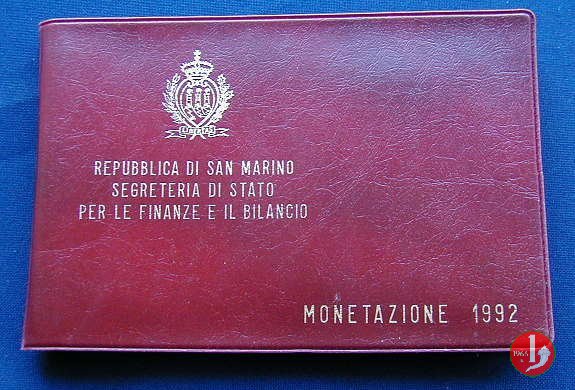 LIBERTAS
REPUBBLICA DI SAN MARINO
SEGRETERIA DI STATO
PER LE FINANZE E IL BILANCIO
MONETAZIONE 1992
1965